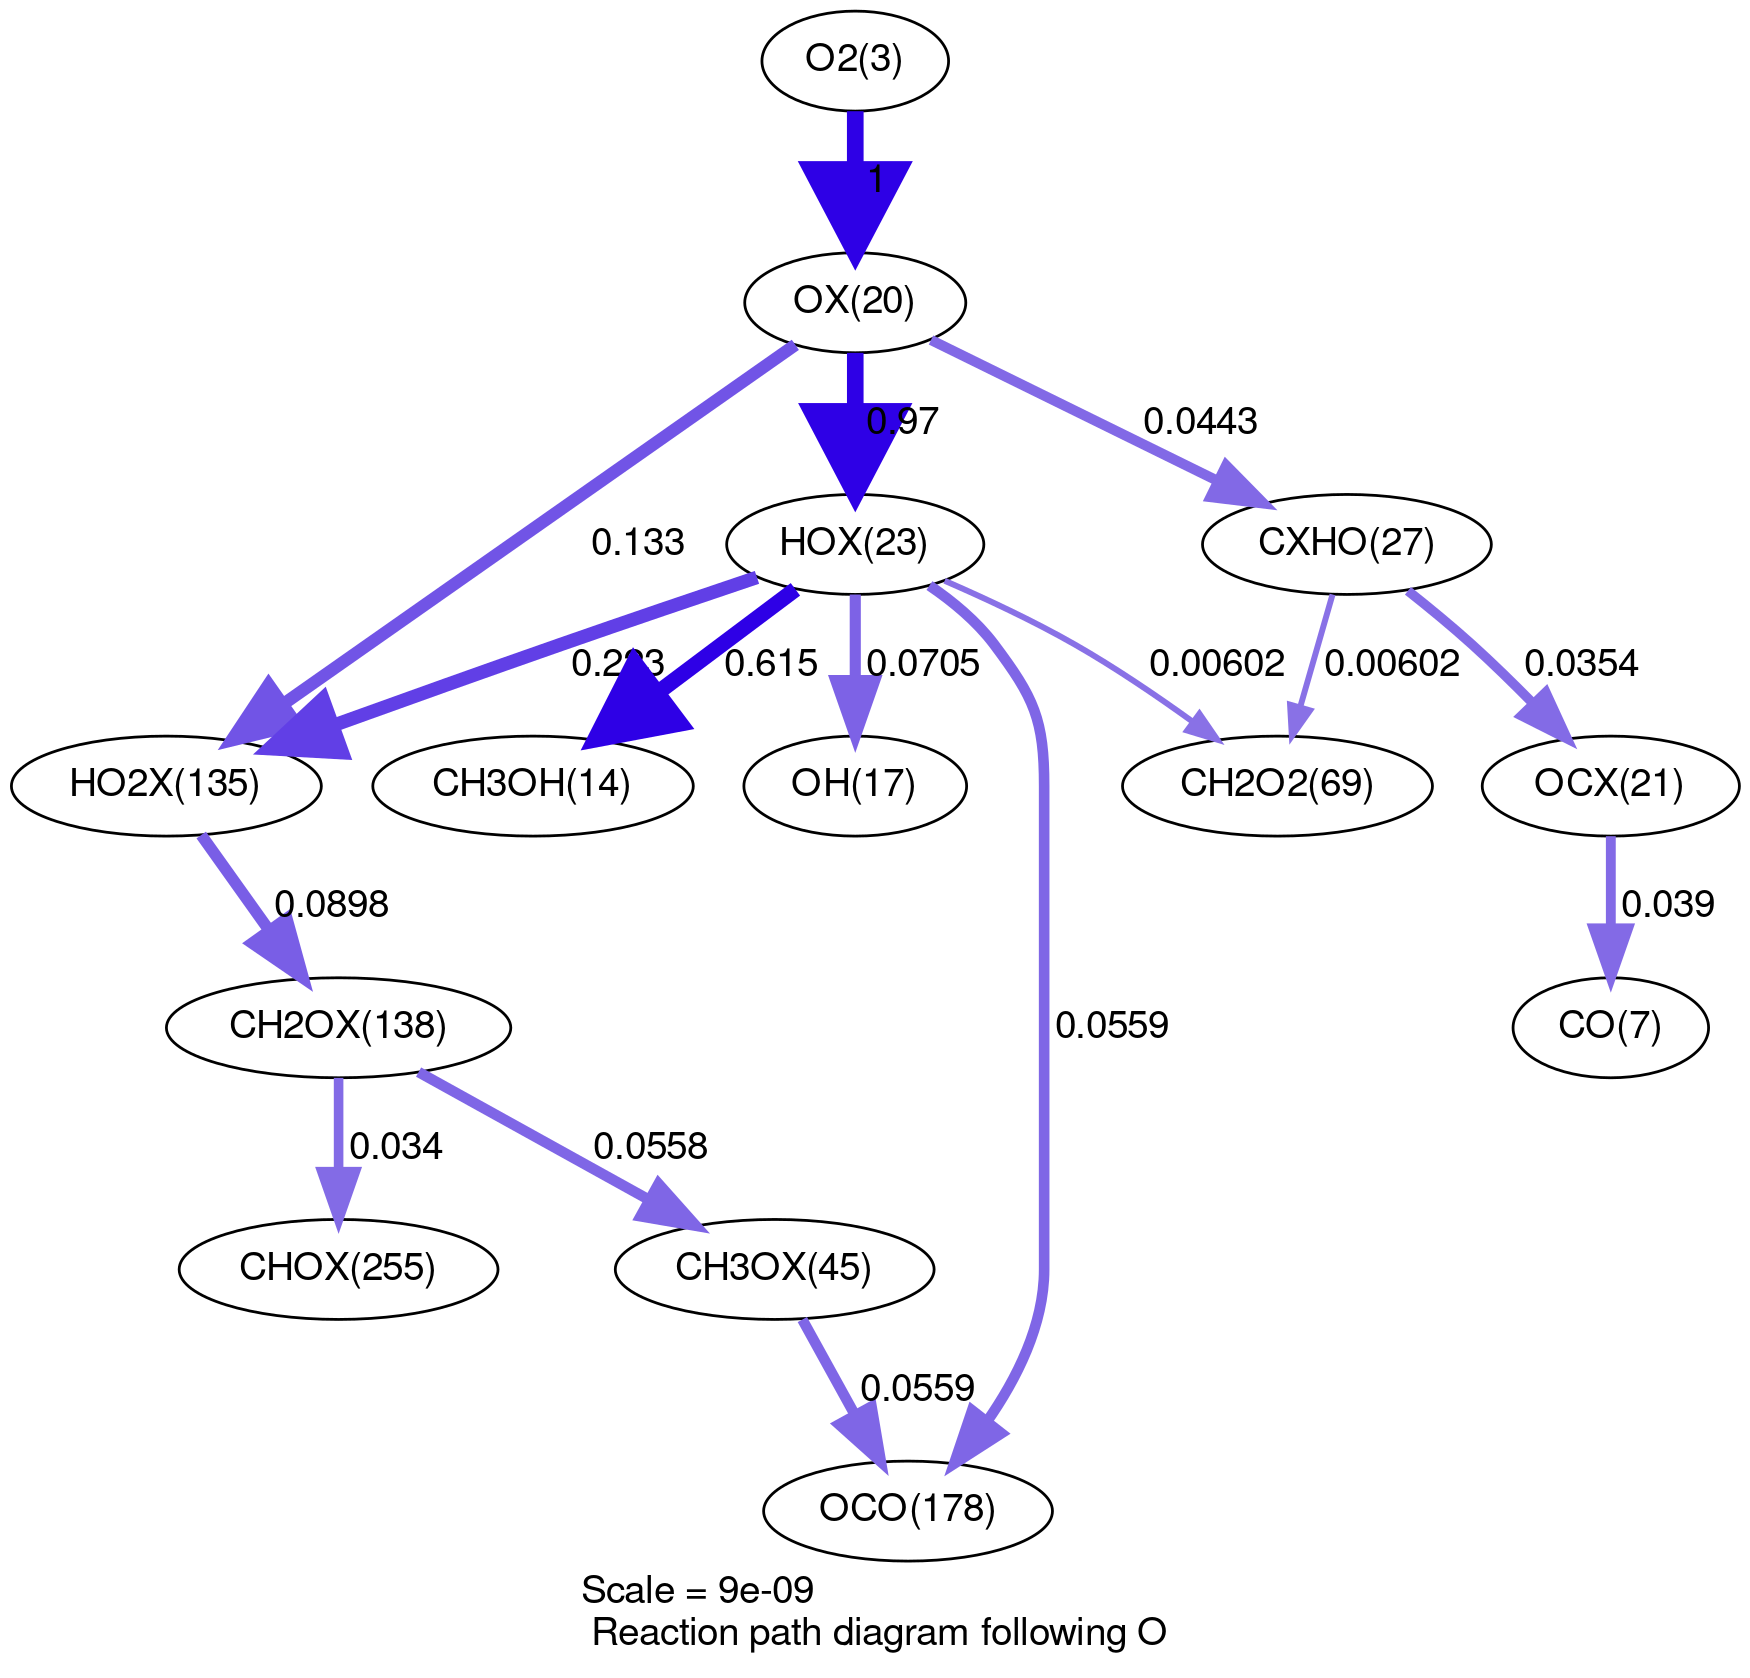 O2(3)
1
OX(20)
0.97
0.0443
0.133
HOX(23)
CXHO(27)
0.223
0.615
0.0705
0.00602
0.00602
0.0354
HO2X(135)
CH3OH(14)
OH(17)
CH2O2(69)
OCX(21)
0.0898
0.039
CH2OX(138)
0.0559
CO(7)
0.034
0.0558
CHOX(255)
CH3OX(45)
0.0559
OCO(178)
Scale = 9e-09
Reaction path diagram following O